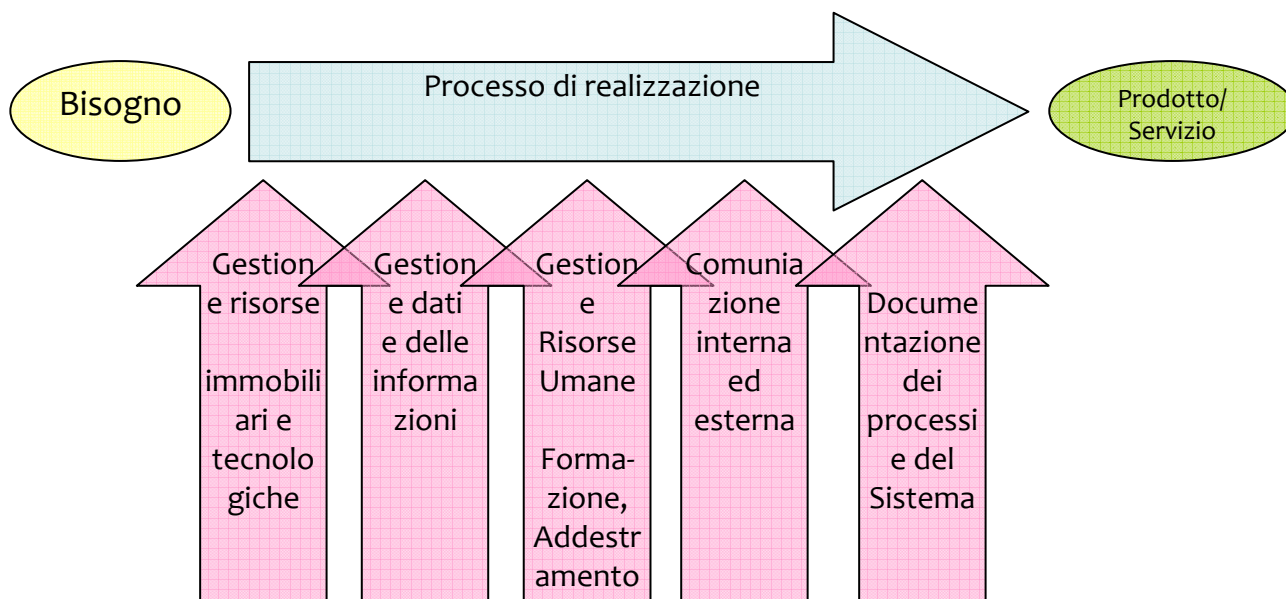 Bisogno
Processo di realizzazione
Prodotto/
Servizio
Gestion
e risorse
immobili
ari e
tecnolo
giche
Gestion
e dati
e delle
informa
zioni
Gestion
e
Risorse
Umane
Forma-
zione,
Addestr
amento
Comunia
zione
interna
ed
esterna
Docume
ntazione
dei
processi
e del
Sistema